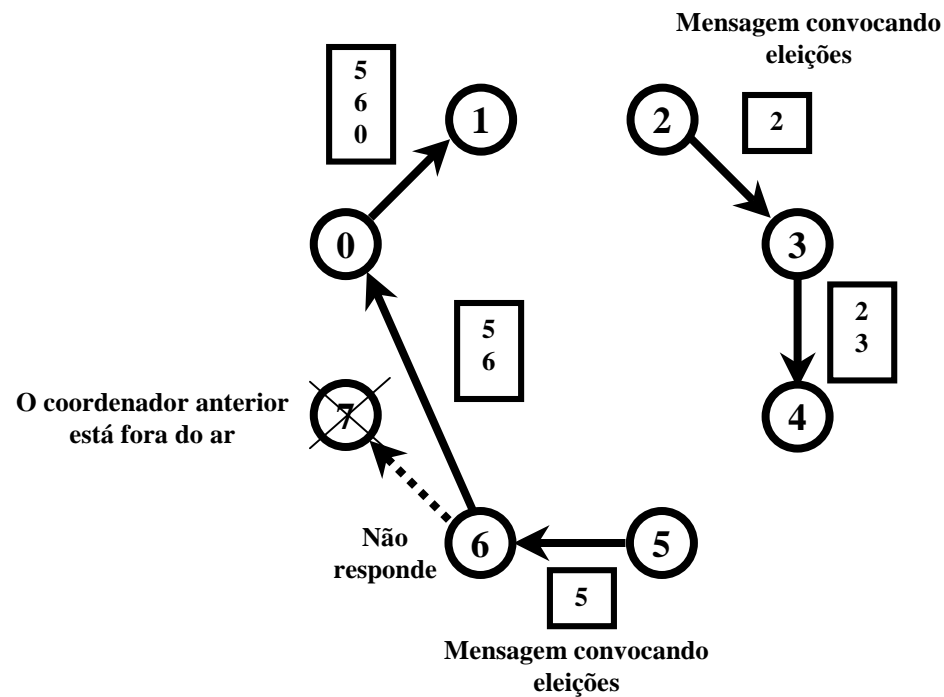 Mensagem convocando
eleições
5
6
0
1
2
2
0
3
5
6
2
3
O coordenador anterior
está fora do ar
7
4
Não
responde
6
5
5
Mensagem convocando
eleições